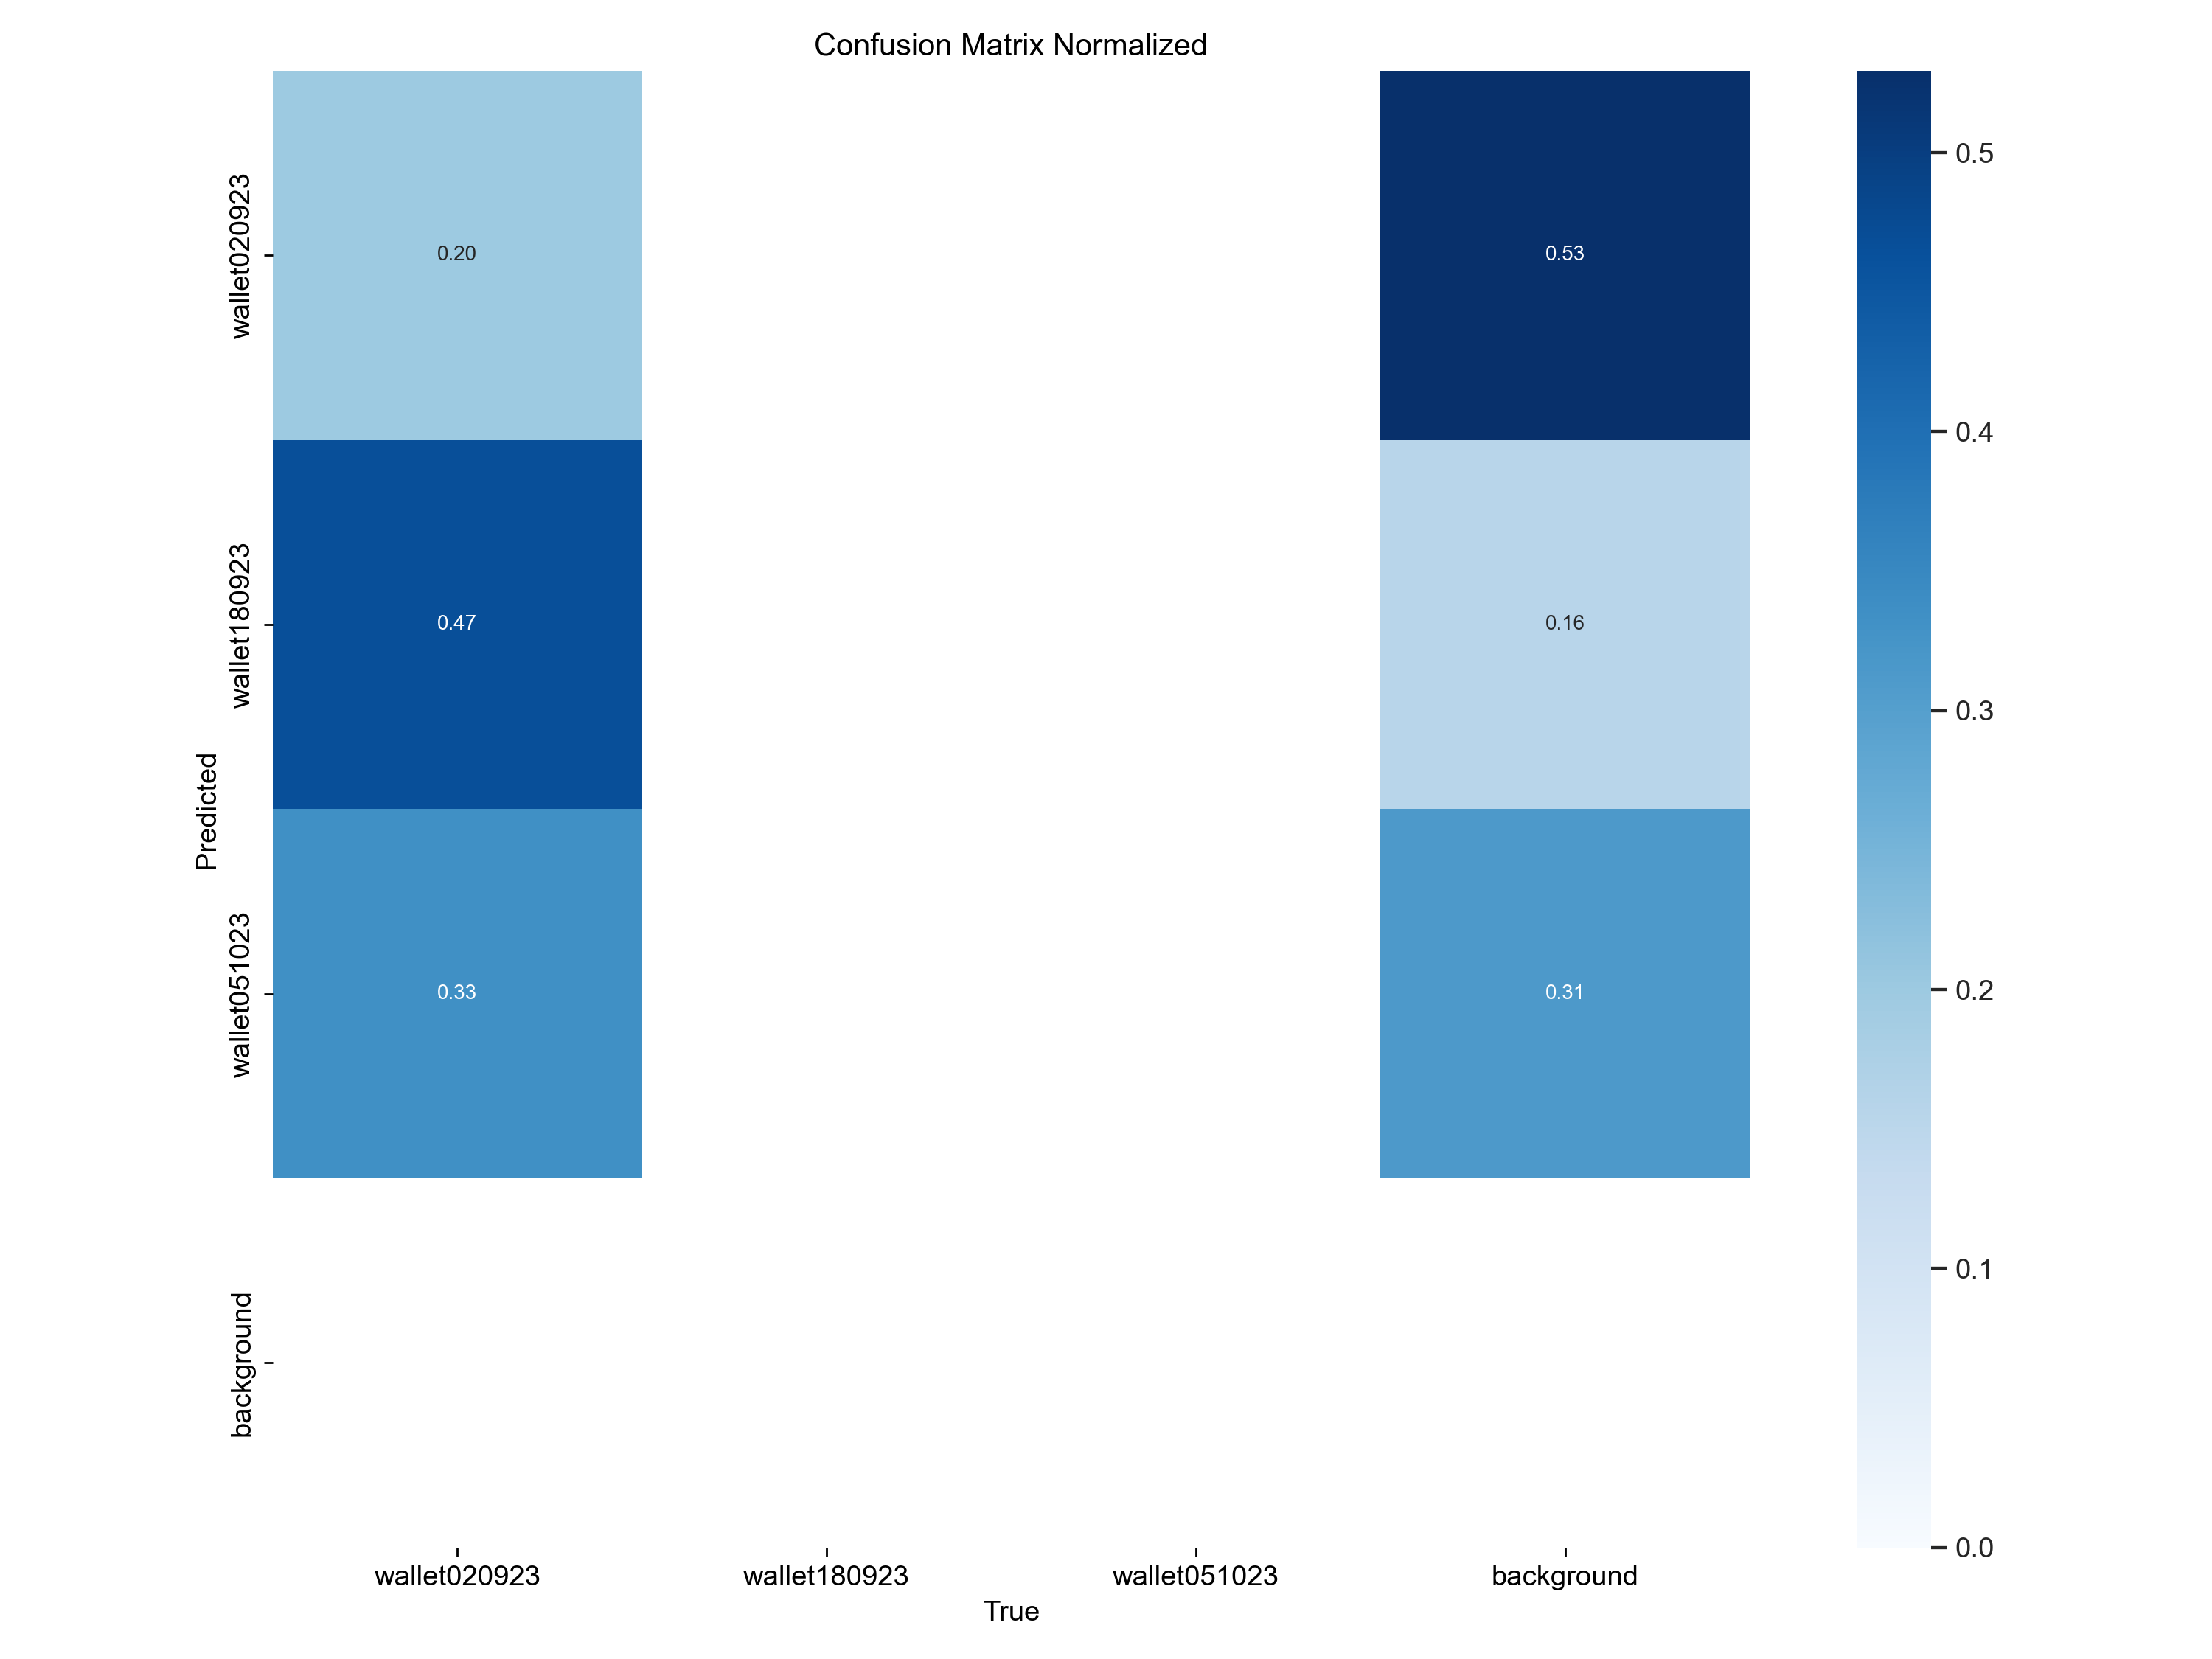 Confusion Matrix Normalized
wallet020923
wallet180923
wallet051023
background
Predicted
0.20
0.53
0.47
0.16
0.33
0.31
wallet020923
wallet180923
wallet051023
background
True
0.5
0.4
0.3
0.2
0.1
0.0